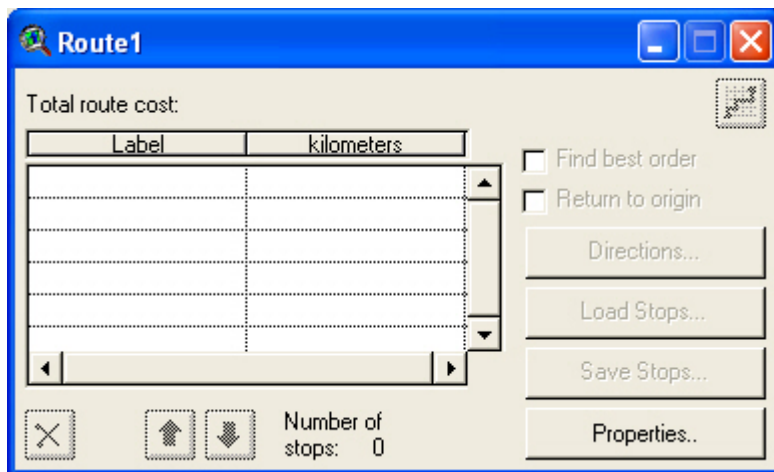 Route1
Total route cost:
Label kilometers
Find best order
Return to origin
Directions...
Load Stops...
Save Stops...
Number of
stops: 0
Properties..